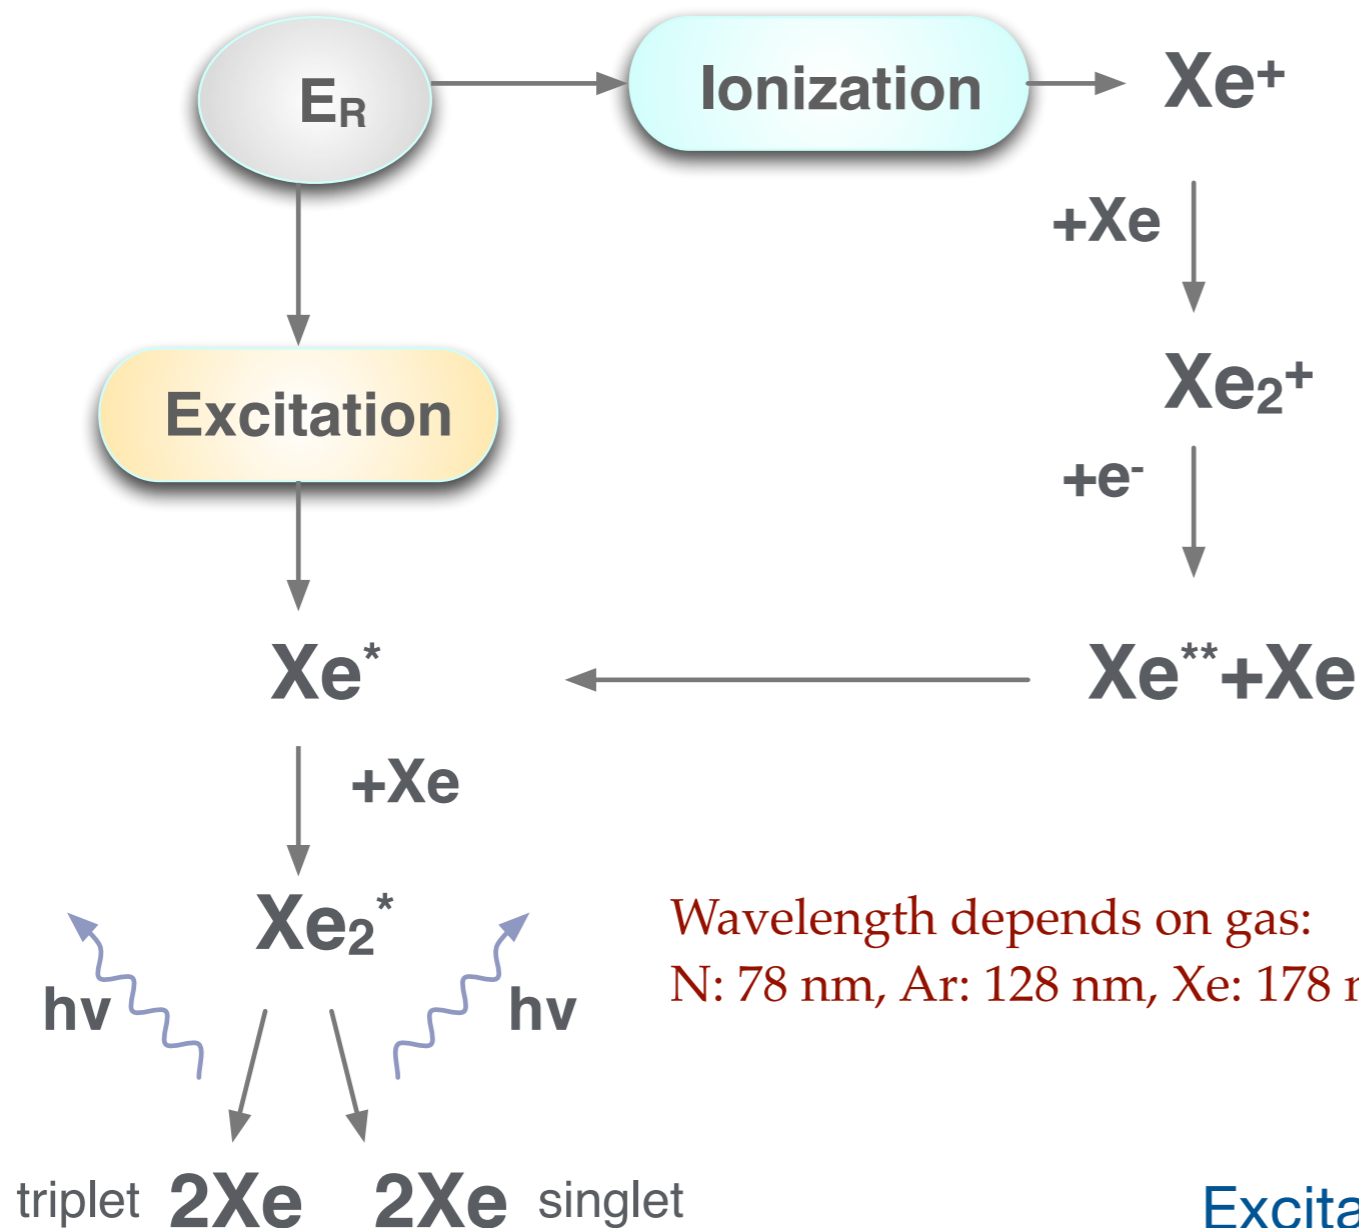 E_R
Ionization
Xe⁺
+Xe
Xe₂⁺
Excitation
+e⁻
Xe*
Xe**+Xe
+Xe
Xe₂*
Wavelength depends on gas:
N: 78 nm, Ar: 128 nm, Xe: 178
hν
hν
triplet 2Xe 2Xe singlet